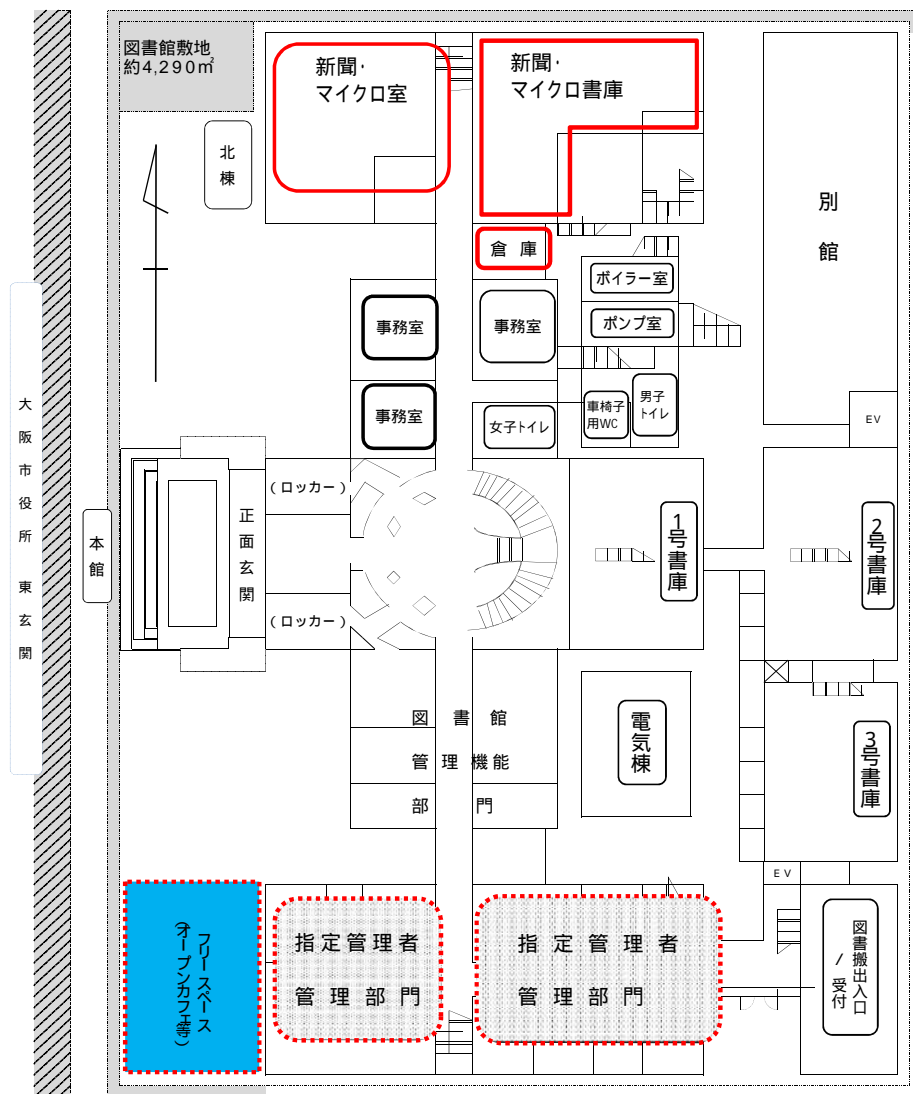 図書館敷地
約4,290㎡
新聞・
マイクロ室
新聞・
マイクロ書庫
北棟
別館
倉庫
ボイラー室
事務室
事務室
ポンプ室
事務室
女子トイレ
車椅子
用WC
男子
トイレ
EV
大阪市役所 東玄関
本館
正面玄関
(ロッカー)
(ロッカー)
1号書庫
2号書庫
図書館
管理機能
部門
電気棟
3号書庫
EV
フリースペース
(オープンカフェ等)
指定管理者
管理部門
指定管理者
管理部門
図書搬出入口
/受付